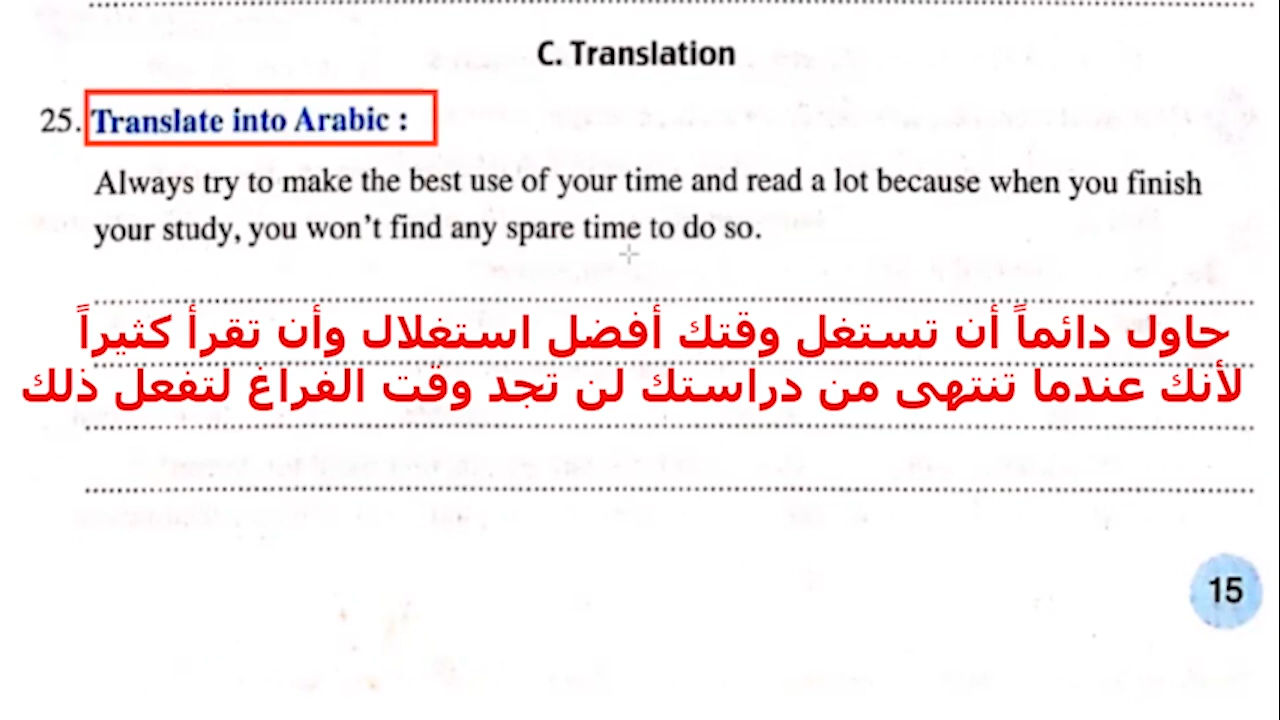 C. Translation
25. Translate into Arabic :
Always try to make the best use of your time and read a lot because when you finish
your study, you won't find any spare time to do so.
حاول دائماً أن تستغل وقتك أفضل استغلال وأن تقرأ كثيراً
لأنك عندما تنتهى من دراستك لن تجد وقت الفراغ لتفعل ذلك
15